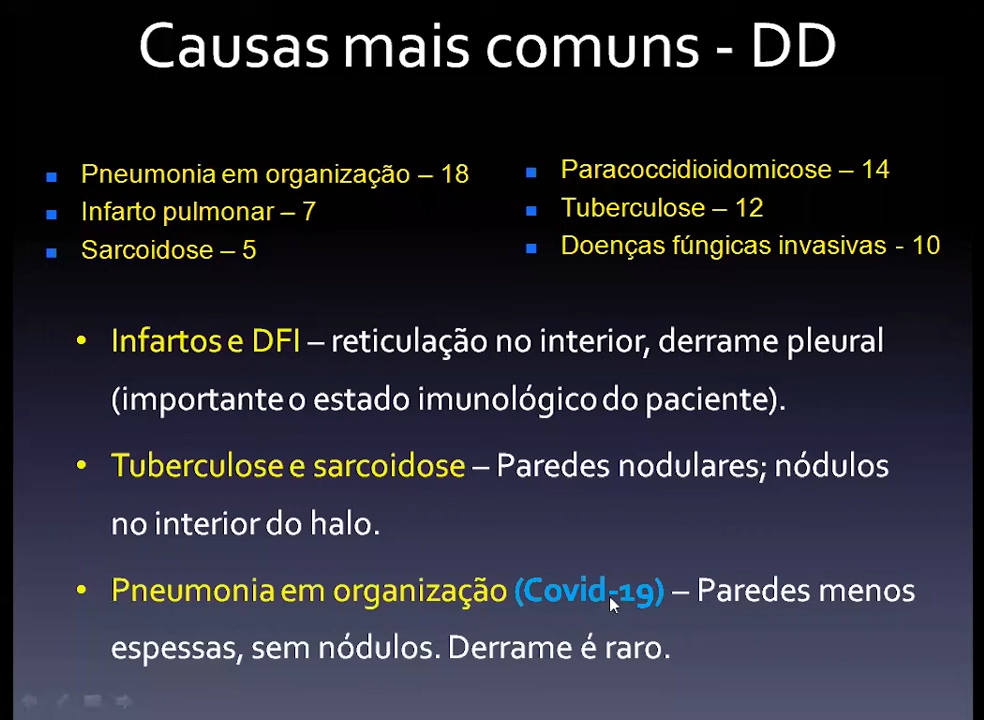 Causas mais comuns - DD
Pneumonia em organização – 18
Infarto pulmonar – 7
Sarcoidose – 5
Paracoccidioidomicose – 14
Tuberculose – 12
Doenças fúngicas invasivas - 10
Infartos e DFI – reticulação no interior, derrame pleural
(importante o estado imunológico do paciente).
Tuberculose e sarcoidose – Paredes nodulares; nódulos
no interior do halo.
Pneumonia em organização (Covid-19) – Paredes menos
espessas, sem nódulos. Derrame é raro.